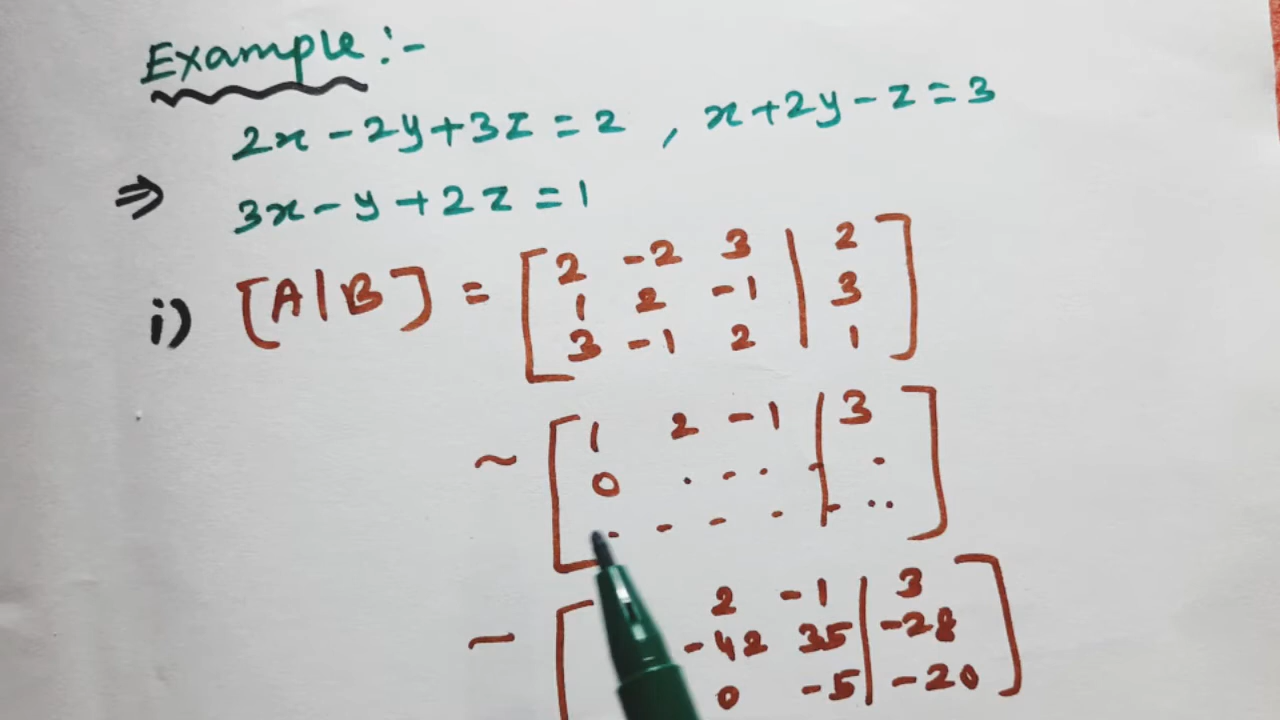 Example :-
2x - 2y + 3z = 2 , x + 2y - z = 3
⇒ 3x - y + 2z = 1
i) [A|B] = [ 2 -2 3 | 2
1 2 -1 | 3
3 -1 2 | 1 ]
~ [ 1 2 -1 | 3
0 . - . | .
- - - - | - .. ]
~ [ 2 -1 | 3
-42 35 | -28
0 -5 | -20 ]